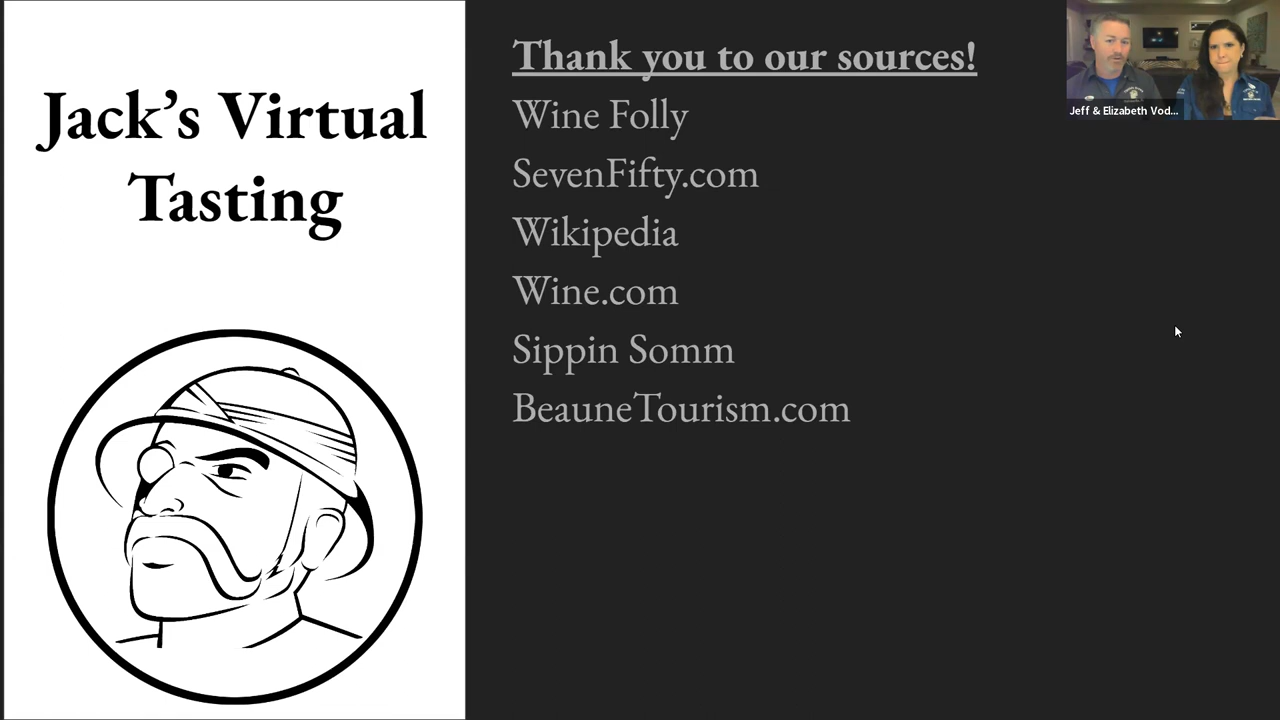 Jack's Virtual
Tasting
Thank you to our sources!
Wine Folly
SevenFifty.com
Wikipedia
Wine.com
Sippin Somm
BeauneTourism.com
Jeff & Elizabeth Vod...